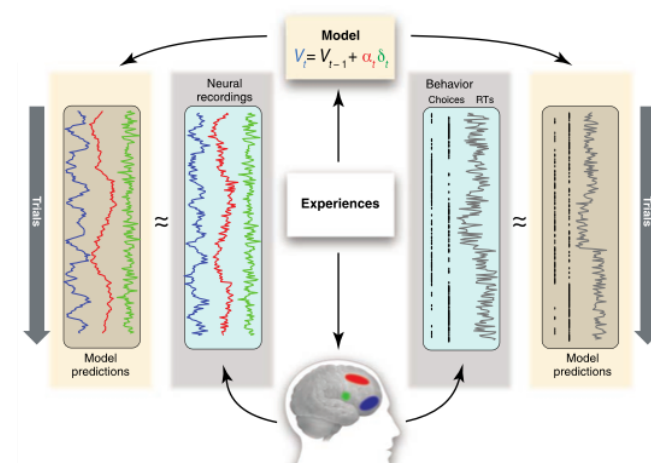 Model
Vt = Vt−1 + αt δt
Neural
recordings
Behavior
Choices RTs
Trials
≈
Experiences
≈
Trials
Model
predictions
Model
predictions